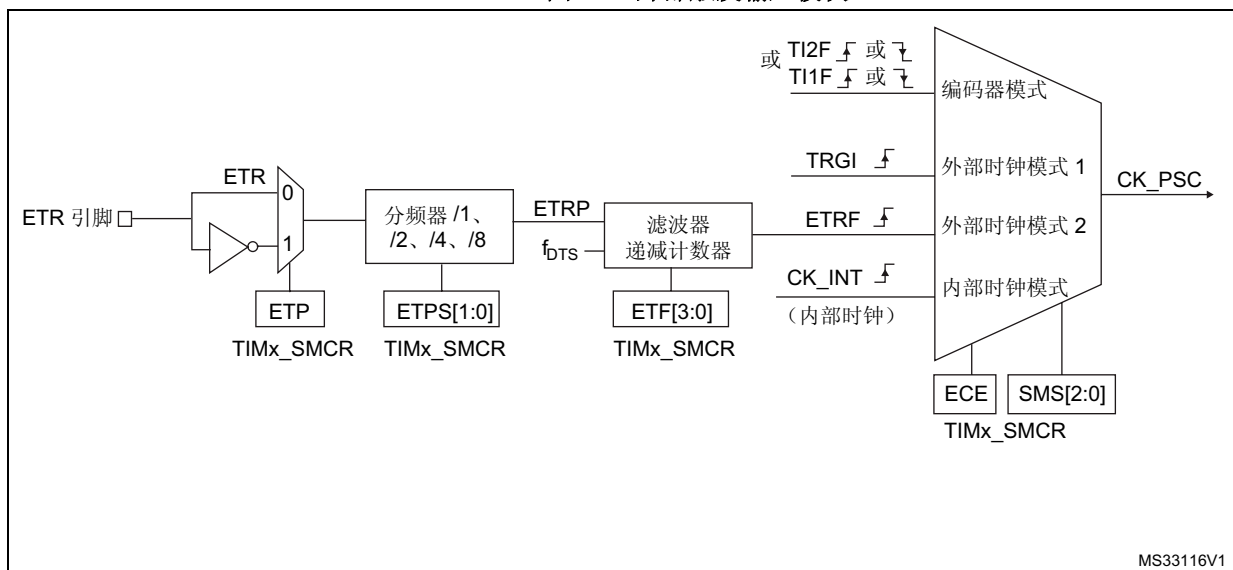 或 TI2F 或
TI1F 或
编码器模式
TRGI
外部时钟模式 1
CK_PSC
ETR
0
ETR 引脚
1
分频器 /1、
/2、/4、/8
ETRP
f_DTS
滤波器
递减计数器
ETRF
外部时钟模式 2
CK_INT
(内部时钟)
内部时钟模式
ETP
TIMx_SMCR
ETPS[1:0]
TIMx_SMCR
ETF[3:0]
TIMx_SMCR
ECE
SMS[2:0]
TIMx_SMCR
MS33116V1